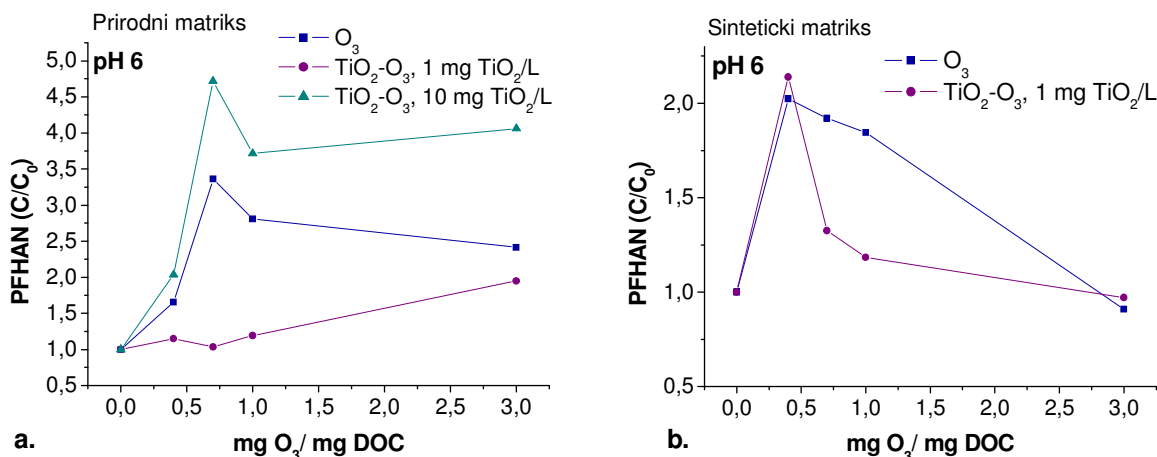 Prirodni matriks
pH 6
O₃
TiO₂-O₃, 1 mg TiO₂/L
TiO₂-O₃, 10 mg TiO₂/L
5,0
4,5
4,0
3,5
3,0
2,5
2,0
1,5
1,0
0,5
PFHAN (C/C₀)
0,0 0,5 1,0 1,5 2,0 2,5 3,0
a. mg O₃/ mg DOC
Sinteticki matriks
pH 6
O₃
TiO₂-O₃, 1 mg TiO₂/L
2,0
1,5
1,0
0,5
PFHAN (C/C₀)
0,0 0,5 1,0 1,5 2,0 2,5 3,0
b. mg O₃/ mg DOC